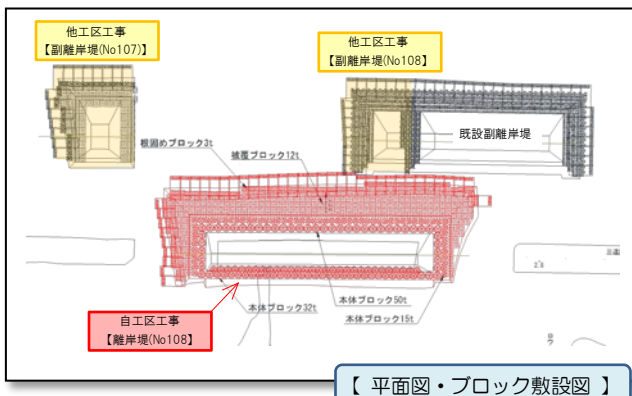 他工区工事
【副離岸堤(No107)】
他工区工事
【副離岸堤(No108】
既設副離岸堤
根固めブロック3t
被覆ブロック12t
本体ブロック50t
本体ブロック32t
本体ブロック15t
自工区工事
【離岸堤(No108)】
【 平面図・ブロック敷設図 】